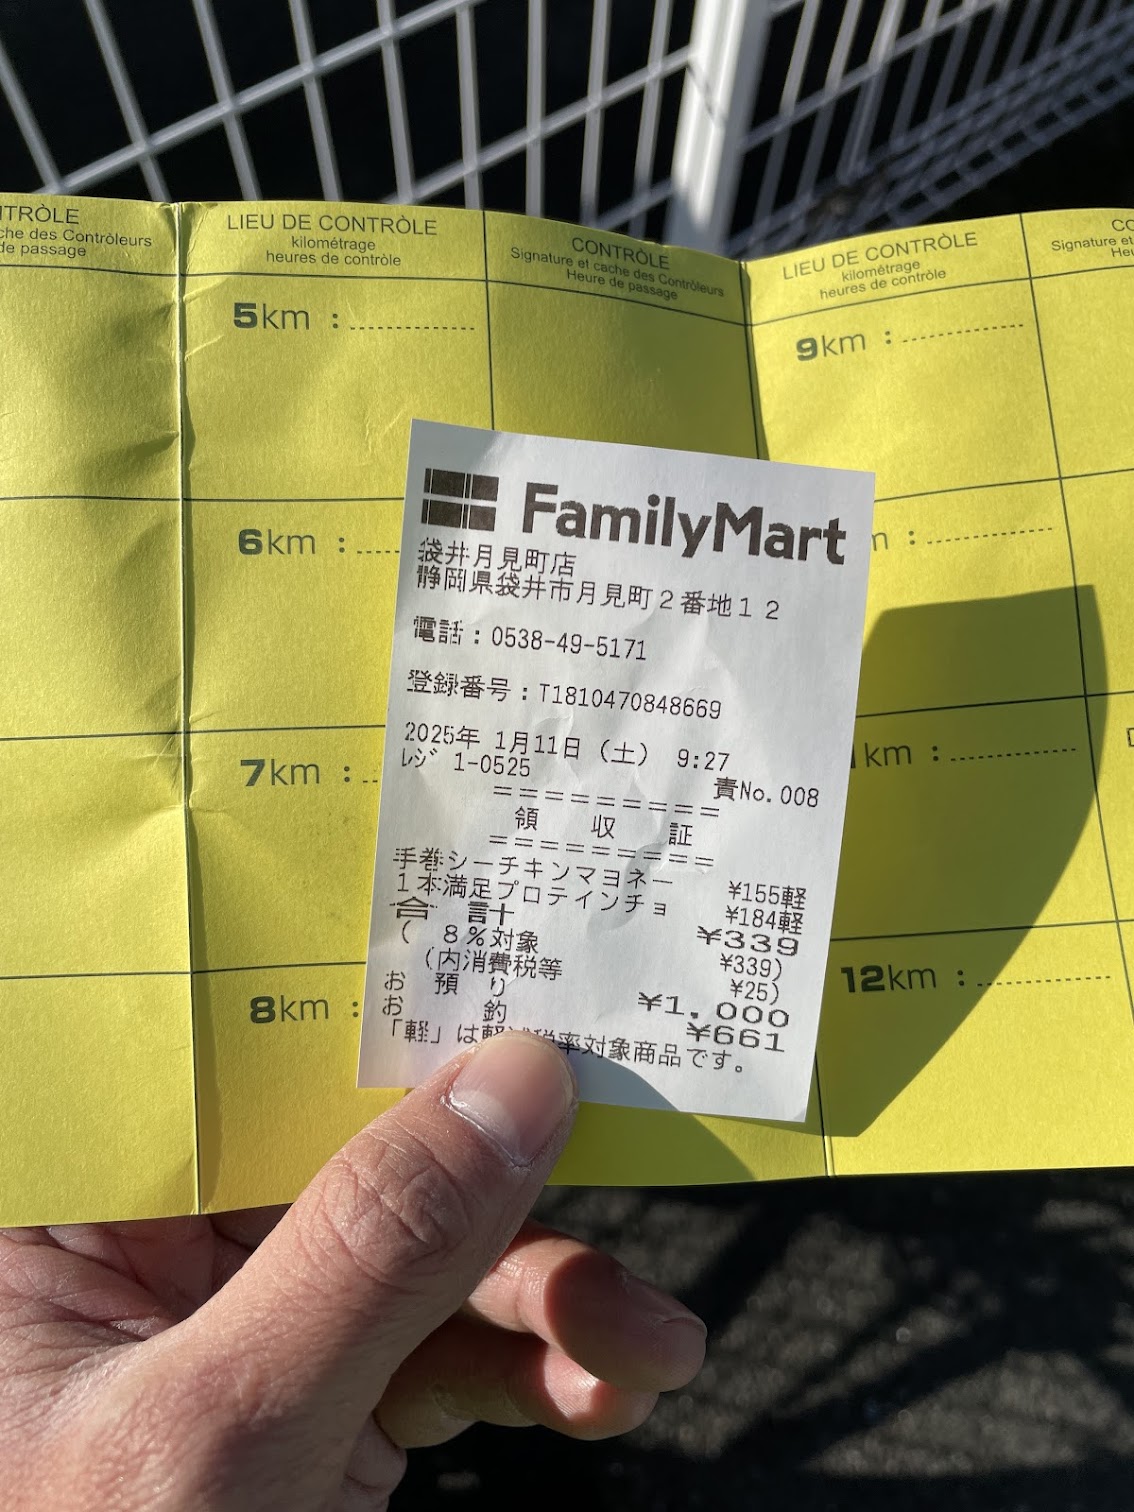 NTRÔLE
che des Contrôleurs
de passage
LIEU DE CONTRÔLE
kilométrage
heures de contrôle
CONTRÔLE
Signature et cache des Contrôleurs
Heure de passage
LIEU DE CONTRÔLE
kilométrage
heures de contrôle
CO
Signature et
Heu
5km :
9km :
6km :
m :
7km :
1km :
8km :
12km :
FamilyMart
袋井月見町店
静岡県袋井市月見町2番地12
電話:0538-49-5171
登録番号:T1810470848669
2025年 1月11日(土) 9:27
レジ 1-0525 責No.008
=========
領 収 証
=========
手巻シーチキンマヨネー ¥155軽
1本満足プロテインチョ ¥184軽
合 計 ¥339
( 8%対象 ¥339)
(内消費税等 ¥25)
お 預 り ¥1,000
お 釣 ¥661
「軽」は軽減税率対象商品です。